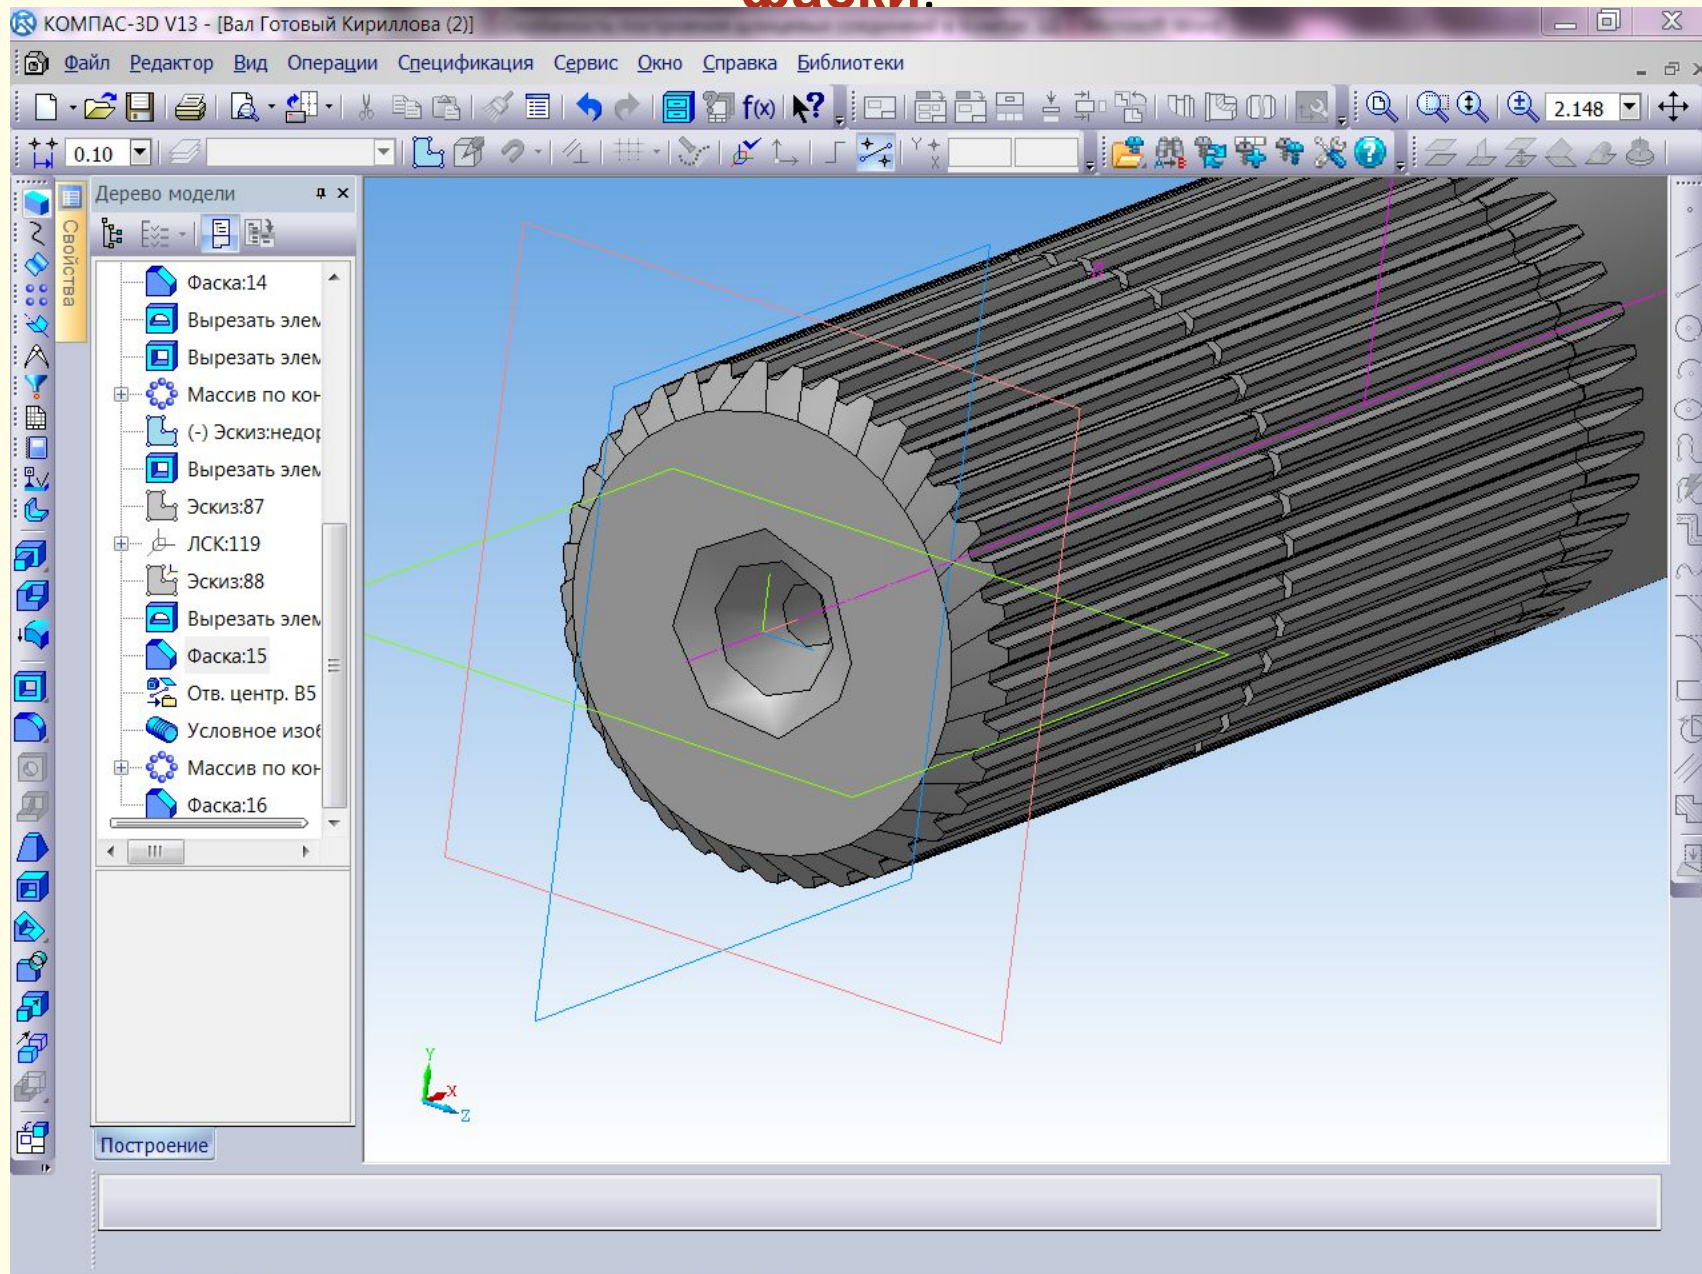 фаски.
КОМПАС-3D V13 - [Вал Готовый Кириллова (2)]
Файл Редактор Вид Операции Спецификация Сервис Окно Справка Библиотеки
f(x) 2.148
0.10
Свойства
Дерево модели
Фаска:14
Вырезать элем
Вырезать элем
Массив по кон
(-) Эскиз:недор
Вырезать элем
Эскиз:87
ЛСК:119
Эскиз:88
Вырезать элем
Фаска:15
Отв. центр. В5
Условное изоб
Массив по кон
Фаска:16
Y
X
Z
Построение